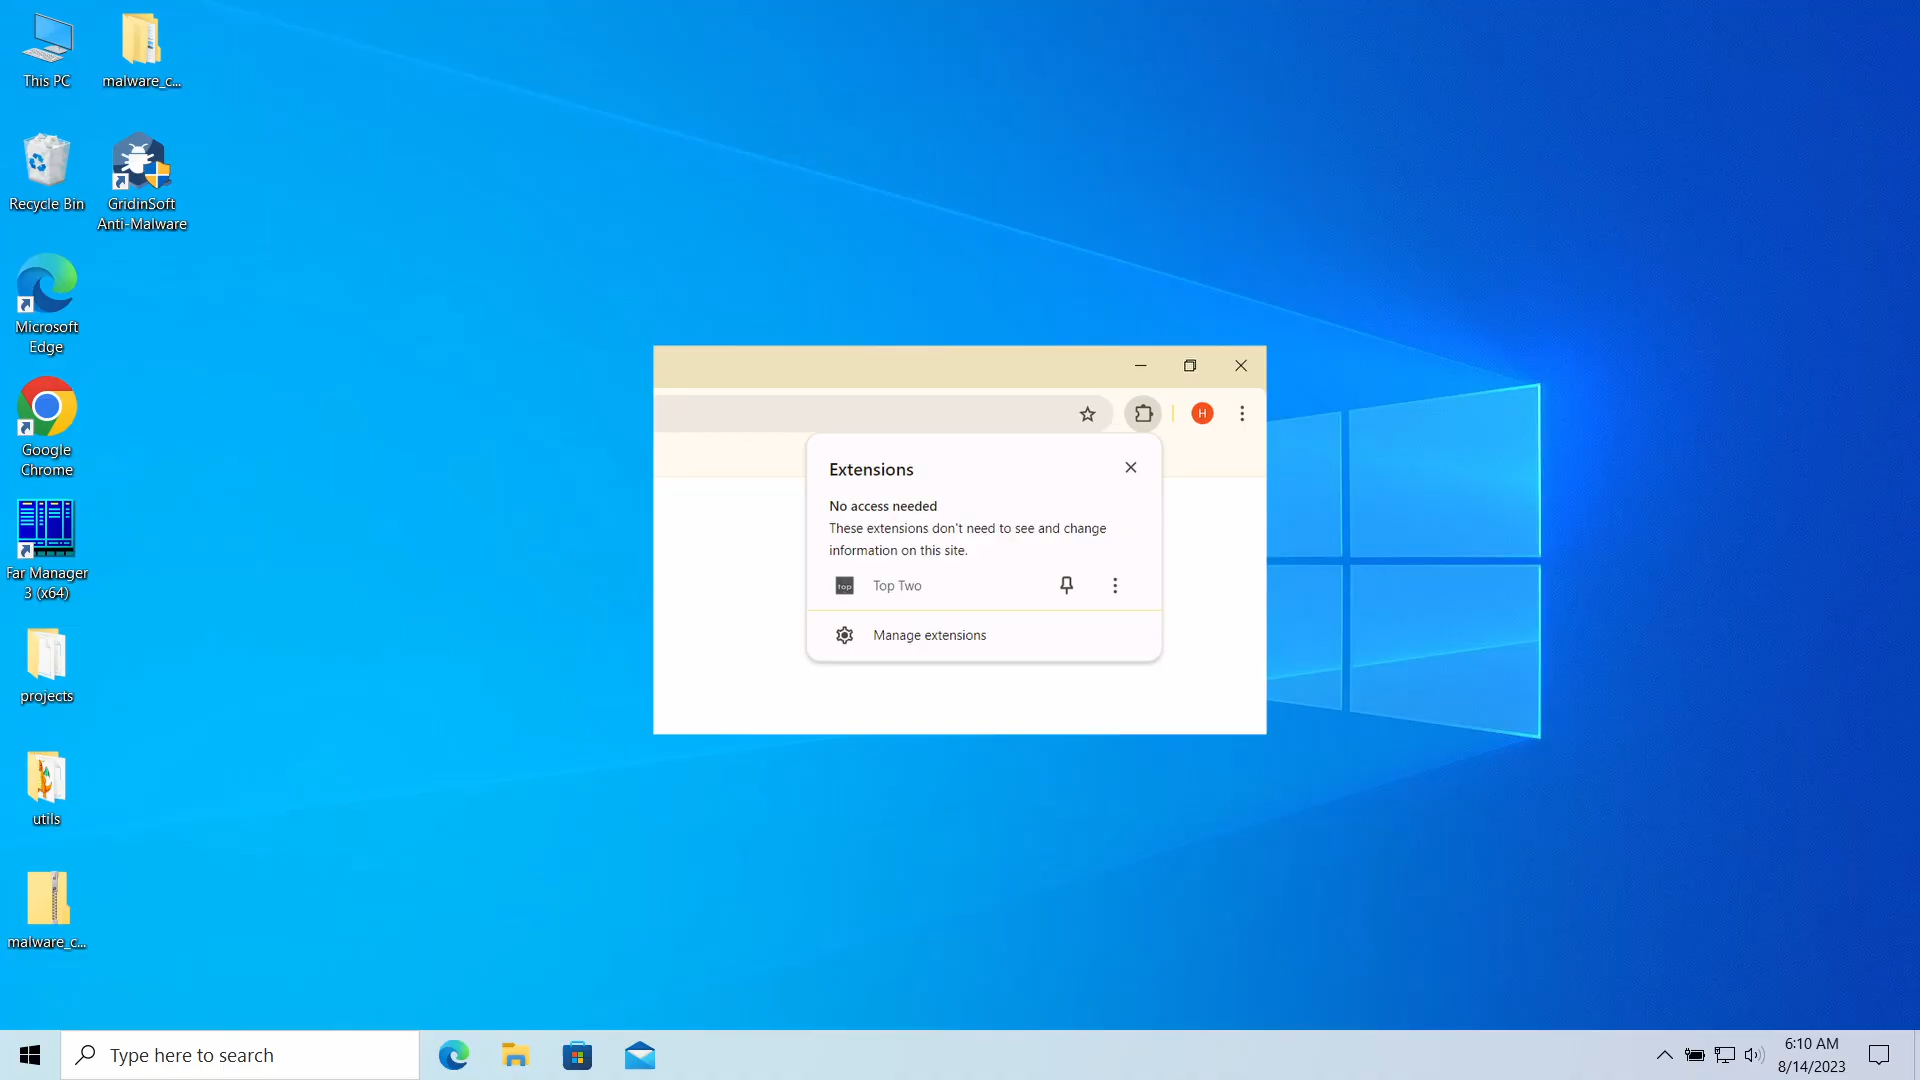 This PC
malware_c...
Recycle Bin
GridinSoft
Anti-Malware
Microsoft
Edge
Google
Chrome
Far Manager
3 (x64)
projects
utils
malware_c...
H
Extensions
No access needed
These extensions don't need to see and change
information on this site.
top
Top Two
Manage extensions
Type here to search
6:10 AM
8/14/2023